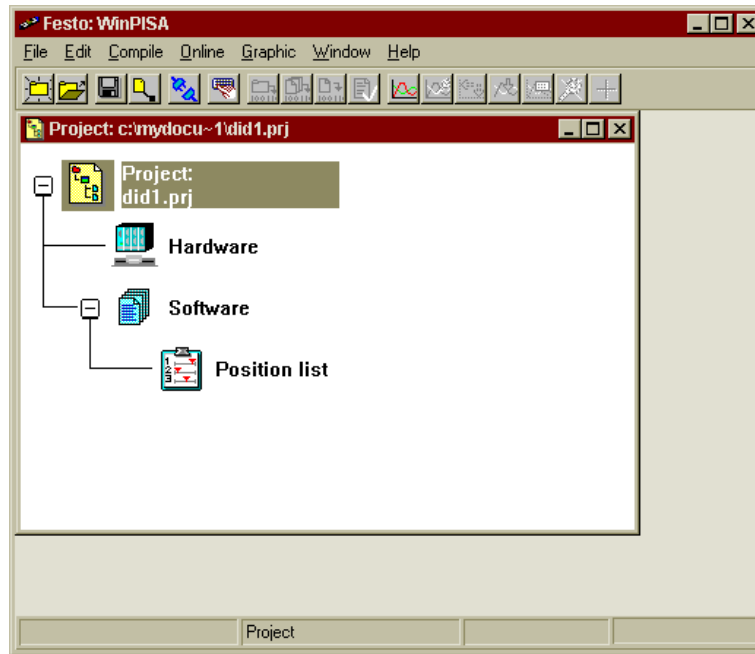 Festo: WinPISA
File Edit Compile Online Graphic Window Help
Project: c:\mydocu~1\did1.prj
Project:
did1.prj
Hardware
Software
Position list
Project